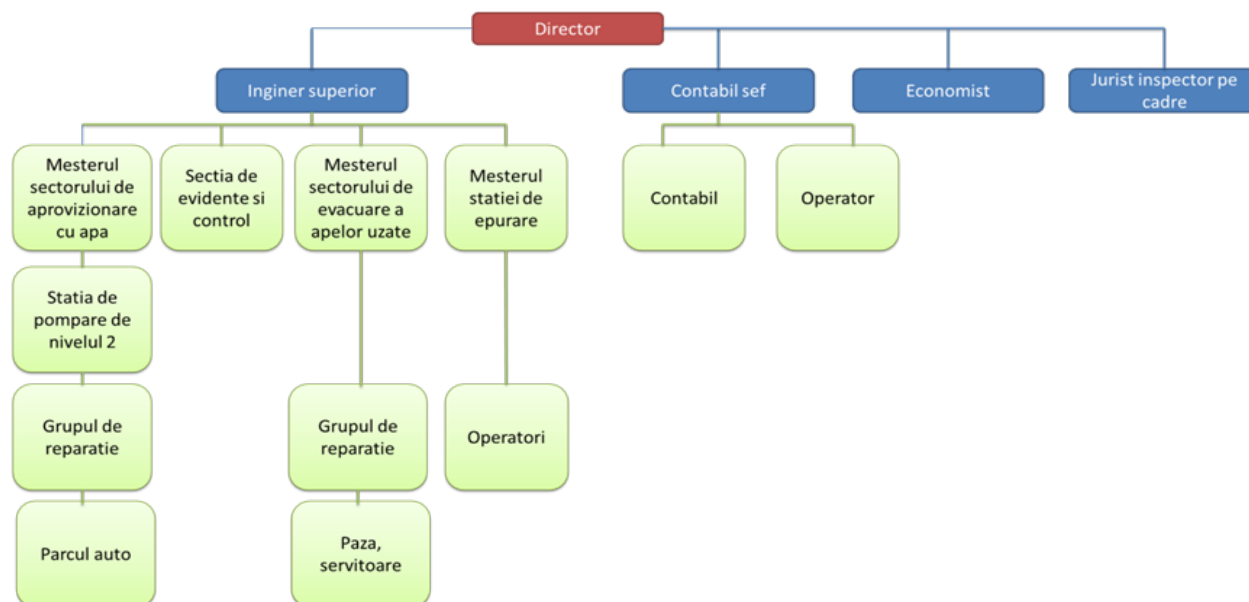 Director
Inginer superior
Contabil sef
Economist
Jurist inspector pe
cadre
Mesterul
sectorului de
aprovizionare
cu apa
Sectia de
evidente si
control
Mesterul
sectorului de
evacuare a
apelor uzate
Mesterul
statiei de
epurare
Contabil
Operator
Statia de
pompare de
nivelul 2
Grupul de
reparatie
Grupul de
reparatie
Operatori
Parcul auto
Paza,
servitoare